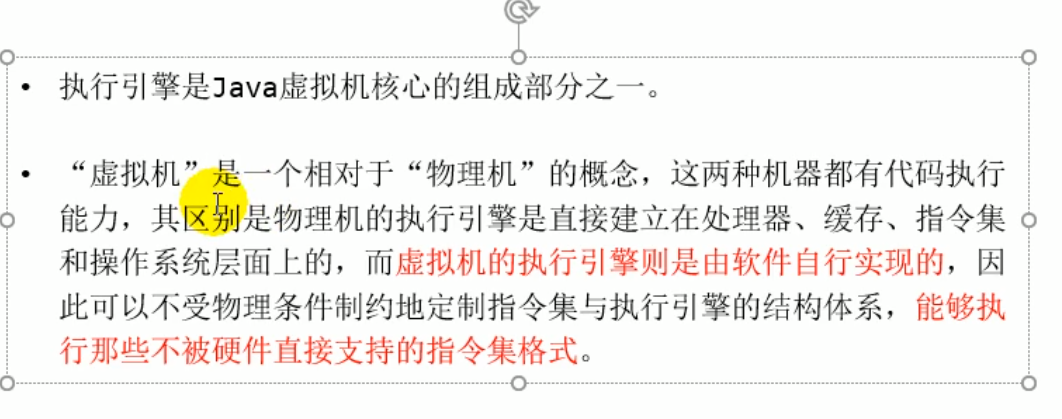 • 执行引擎是Java虚拟机核心的组成部分之一。
• “虚拟机”是一个相对于“物理机”的概念，这两种机器都有代码执行
能力，其区别是物理机的执行引擎是直接建立在处理器、缓存、指令集
和操作系统层面上的，而虚拟机的执行引擎则是由软件自行实现的，因
此可以不受物理条件制约地定制指令集与执行引擎的结构体系，能够执
行那些不被硬件直接支持的指令集格式。